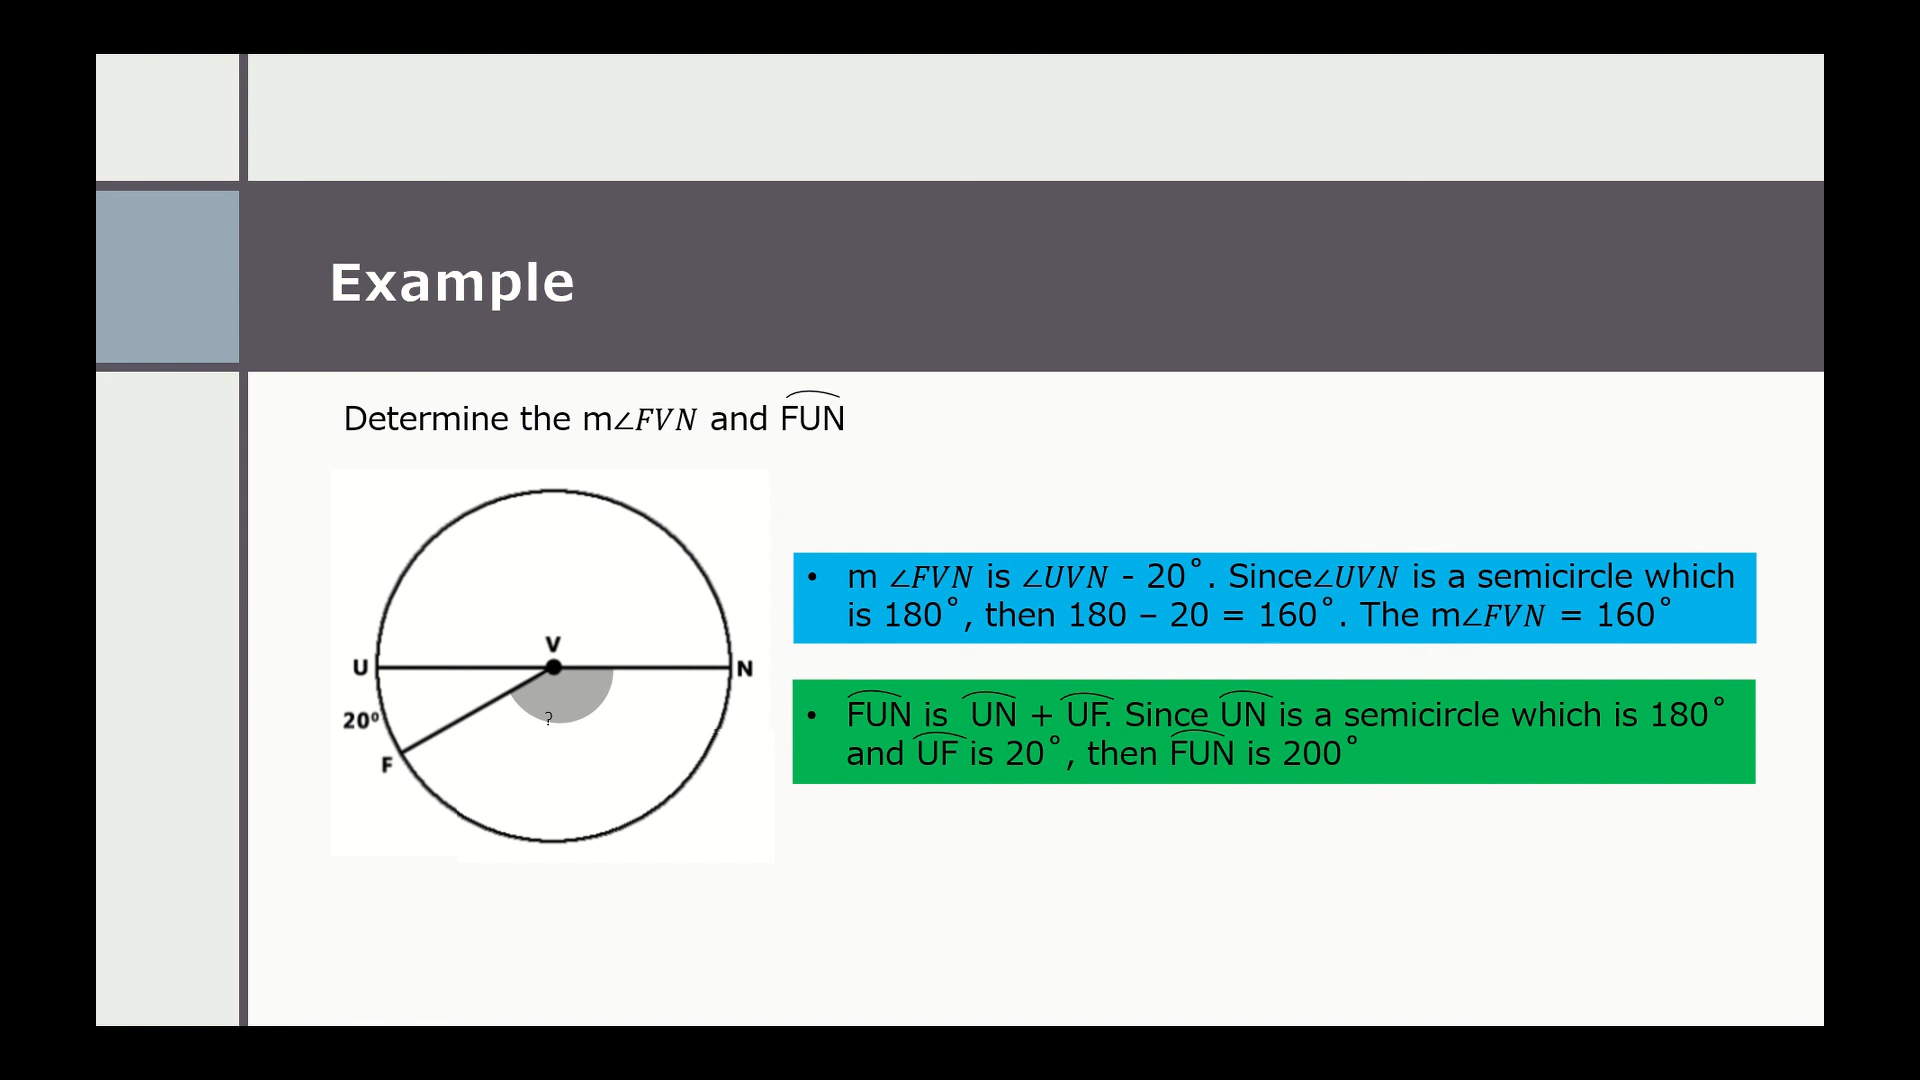 Example
Determine the m∠FVN and FUN
V
U
N
20⁰
?
F
• m ∠FVN is ∠UVN - 20˚. Since∠UVN is a semicircle which
is 180˚, then 180 – 20 = 160˚. The m∠FVN = 160˚
• FUN is UN + UF. Since UN is a semicircle which is 180˚
and UF is 20˚, then FUN is 200˚